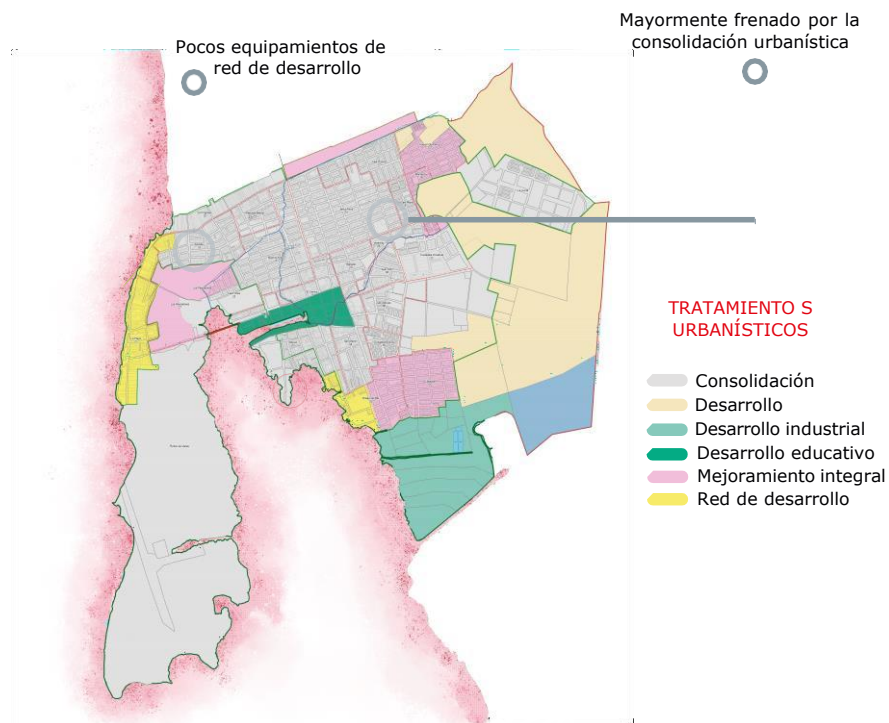 Pocos equipamientos de
red de desarrollo
Mayormente frenado por la
consolidación urbanística
TRATAMIENTO S
URBANÍSTICOS
Consolidación
Desarrollo
Desarrollo industrial
Desarrollo educativo
Mejoramiento integral
Red de desarrollo